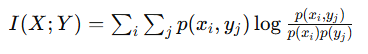 I(X;Y) = ∑_i ∑_j p(x_i, y_j) log p(x_i,y_j) / p(x_i)p(y_j)